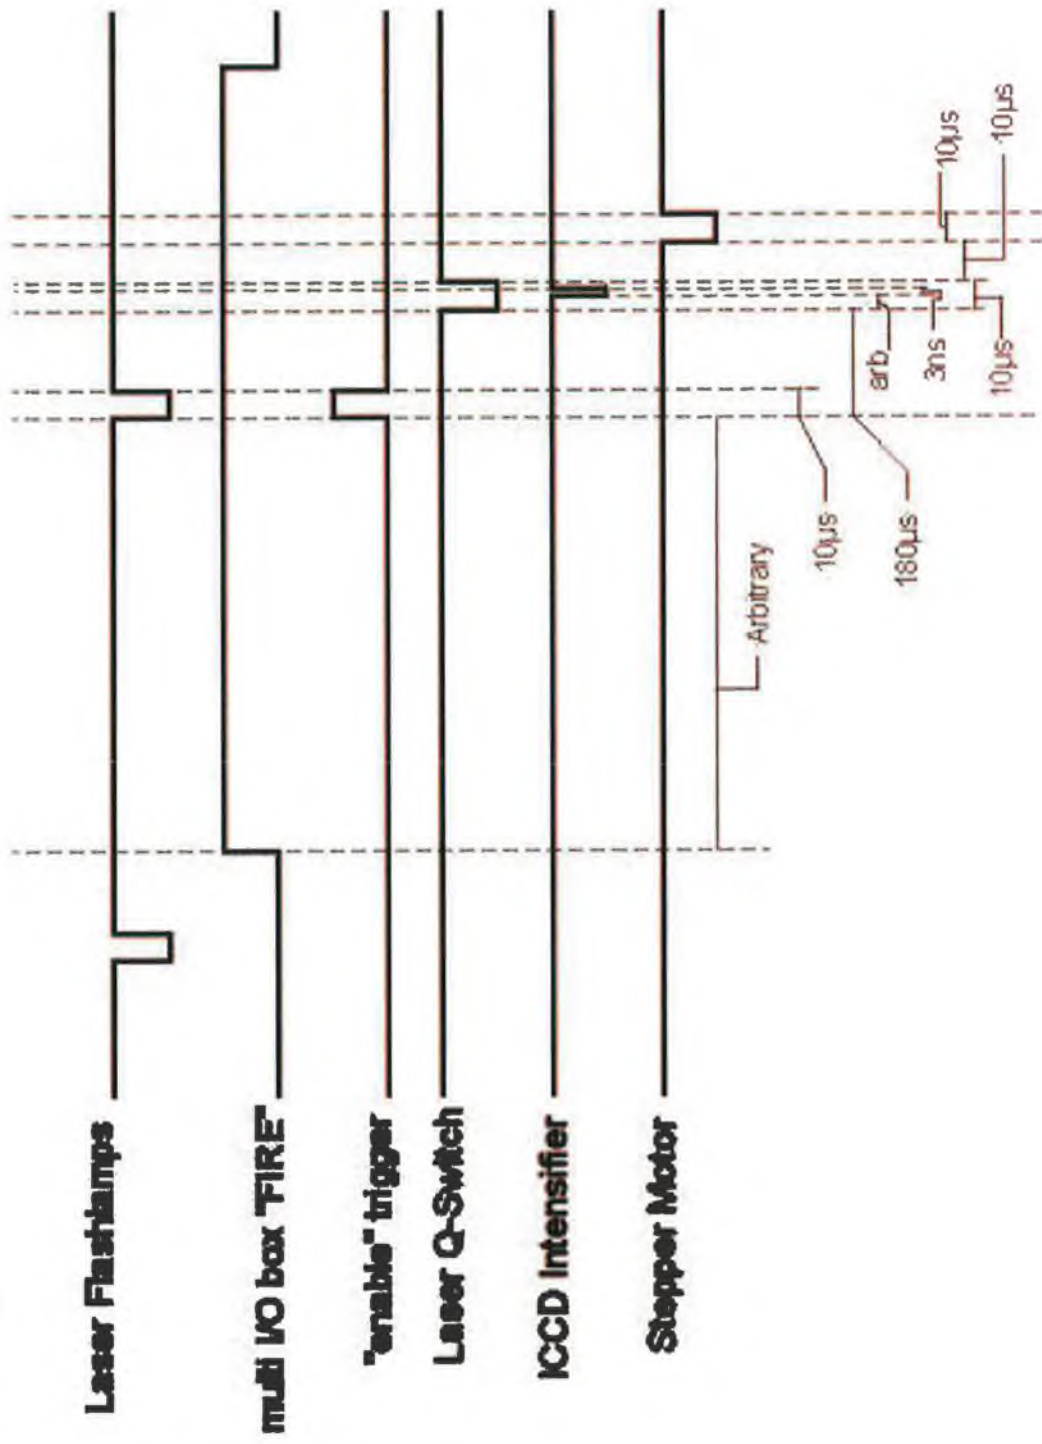 Laser Flashlamps
multi I/O box "FIRE"
"enable" trigger
Laser Q-Switch
ICCD Intensifier
Stepper Motor
Arbitrary
10µs
180µs
arb
3ns
10µs
10µs
10µs